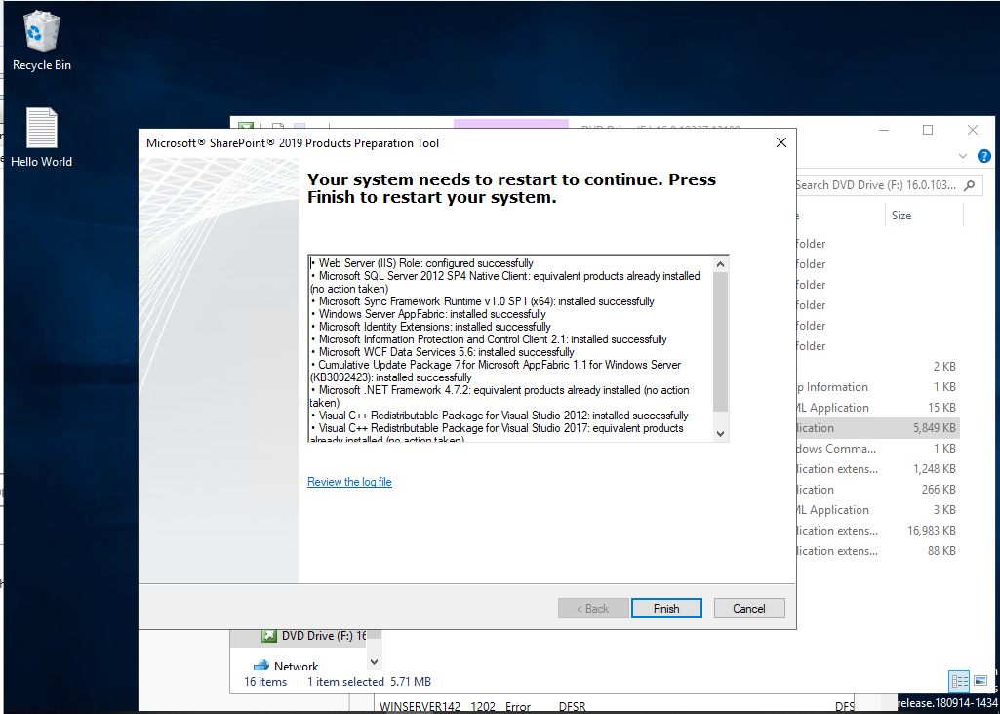 Recycle Bin
Hello World
Microsoft® SharePoint® 2019 Products Preparation Tool
Your system needs to restart to continue. Press
Finish to restart your system.
• Web Server (IIS) Role: configured successfully
• Microsoft SQL Server 2012 SP4 Native Client: equivalent products already installed
(no action taken)
• Microsoft Sync Framework Runtime v1.0 SP1 (x64): installed successfully
• Windows Server AppFabric: installed successfully
• Microsoft Identity Extensions: installed successfully
• Microsoft Information Protection and Control Client 2.1: installed successfully
• Microsoft WCF Data Services 5.6: installed successfully
• Cumulative Update Package 7 for Microsoft AppFabric 1.1 for Windows Server
(KB3092423): installed successfully
• Microsoft .NET Framework 4.7.2: equivalent products already installed (no action
taken)
• Visual C++ Redistributable Package for Visual Studio 2012: installed successfully
• Visual C++ Redistributable Package for Visual Studio 2017: equivalent products
already installed (no action taken)
Review the log file
< Back
Finish
Cancel
Search DVD Drive (F:) 16.0.103...
Size
folder
folder
folder
folder
folder
folder
2 KB
p Information 1 KB
ML Application 15 KB
lication 5,849 KB
dows Comma... 1 KB
lication extens... 1,248 KB
lication 266 KB
ML Application 3 KB
lication extens... 16,983 KB
lication extens... 88 KB
DVD Drive (F:) 16
Network
16 items 1 item selected 5.71 MB
WINSERVER142 1202 Error DFSR DFS
release.180914-1434